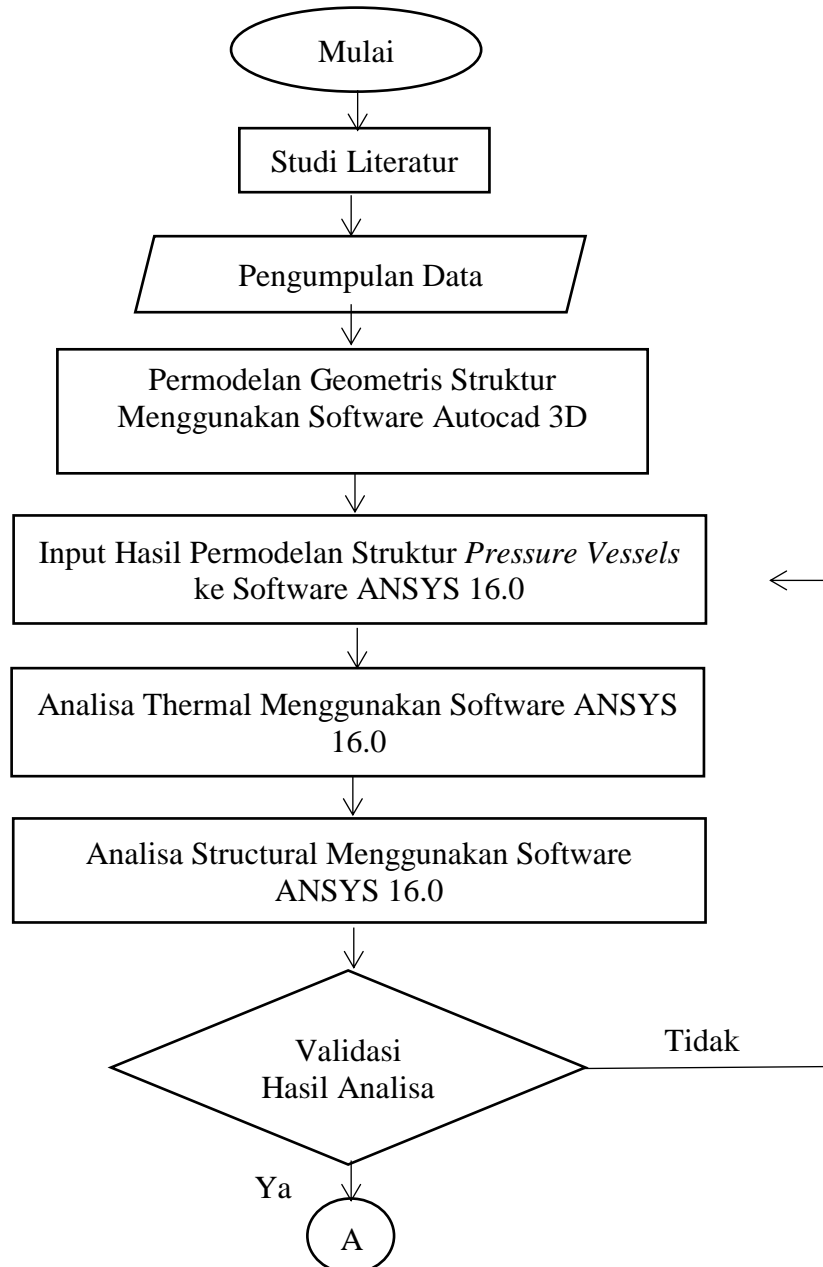 Mulai
Studi Literatur
Pengumpulan Data
Permodelan Geometris Struktur
Menggunakan Software Autocad 3D
Input Hasil Permodelan Struktur Pressure Vessels
ke Software ANSYS 16.0
Analisa Thermal Menggunakan Software ANSYS
16.0
Analisa Structural Menggunakan Software
ANSYS 16.0
Validasi
Hasil Analisa
Tidak
Ya
A